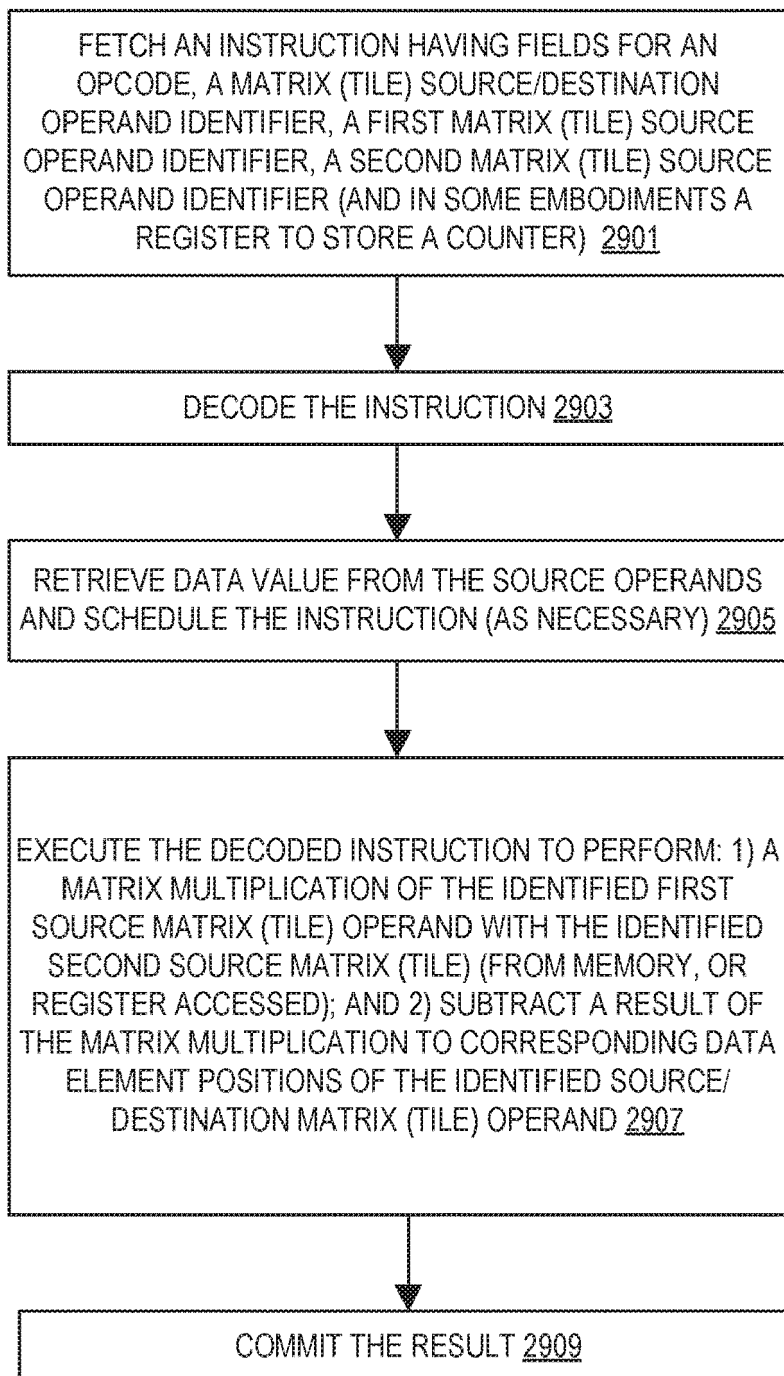 FETCH AN INSTRUCTION HAVING FIELDS FOR AN
OPCODE, A MATRIX (TILE) SOURCE/DESTINATION
OPERAND IDENTIFIER, A FIRST MATRIX (TILE) SOURCE
OPERAND IDENTIFIER, A SECOND MATRIX (TILE) SOURCE
OPERAND IDENTIFIER (AND IN SOME EMBODIMENTS A
REGISTER TO STORE A COUNTER) 2901
DECODE THE INSTRUCTION 2903
RETRIEVE DATA VALUE FROM THE SOURCE OPERANDS
AND SCHEDULE THE INSTRUCTION (AS NECESSARY) 2905
EXECUTE THE DECODED INSTRUCTION TO PERFORM: 1) A
MATRIX MULTIPLICATION OF THE IDENTIFIED FIRST
SOURCE MATRIX (TILE) OPERAND WITH THE IDENTIFIED
SECOND SOURCE MATRIX (TILE) (FROM MEMORY, OR
REGISTER ACCESSED); AND 2) SUBTRACT A RESULT OF
THE MATRIX MULTIPLICATION TO CORRESPONDING DATA
ELEMENT POSITIONS OF THE IDENTIFIED SOURCE/
DESTINATION MATRIX (TILE) OPERAND 2907
COMMIT THE RESULT 2909